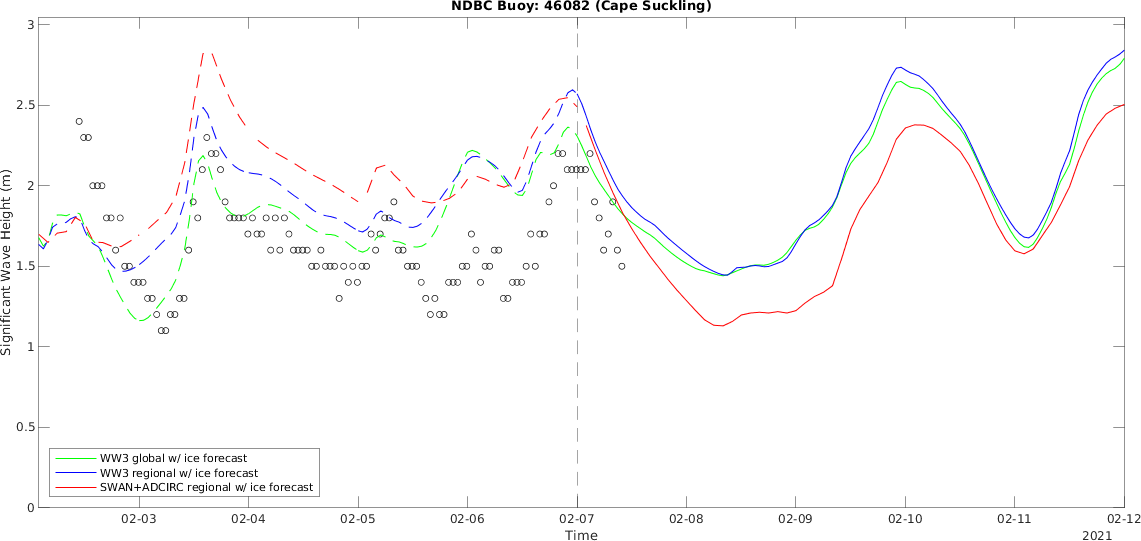 NDBC Buoy: 46082 (Cape Suckling)
3
2.5
2
1.5
1
0.5
0
Significant Wave Height (m)
WW3 global w/ ice forecast
WW3 regional w/ ice forecast
SWAN+ADCIRC regional w/ ice forecast
02-03 02-04 02-05 02-06 02-07 02-08 02-09 02-10 02-11 02-12
Time
2021